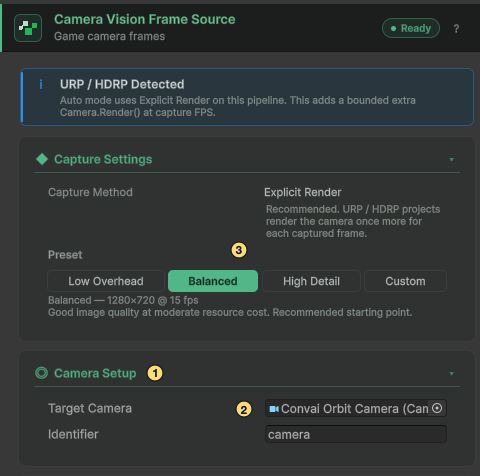 Camera Vision Frame Source
Game camera frames
Ready
?
i
URP / HDRP Detected
Auto mode uses Explicit Render on this pipeline. This adds a bounded extra
Camera.Render() at capture FPS.
Capture Settings
Capture Method
Explicit Render
Recommended. URP / HDRP projects
render the camera once more for
each captured frame.
3
Preset
Low Overhead
Balanced
High Detail
Custom
Balanced — 1280×720 @ 15 fps
Good image quality at moderate resource cost. Recommended starting point.
Camera Setup
1
Target Camera
2
Convai Orbit Camera (Can
Identifier
camera